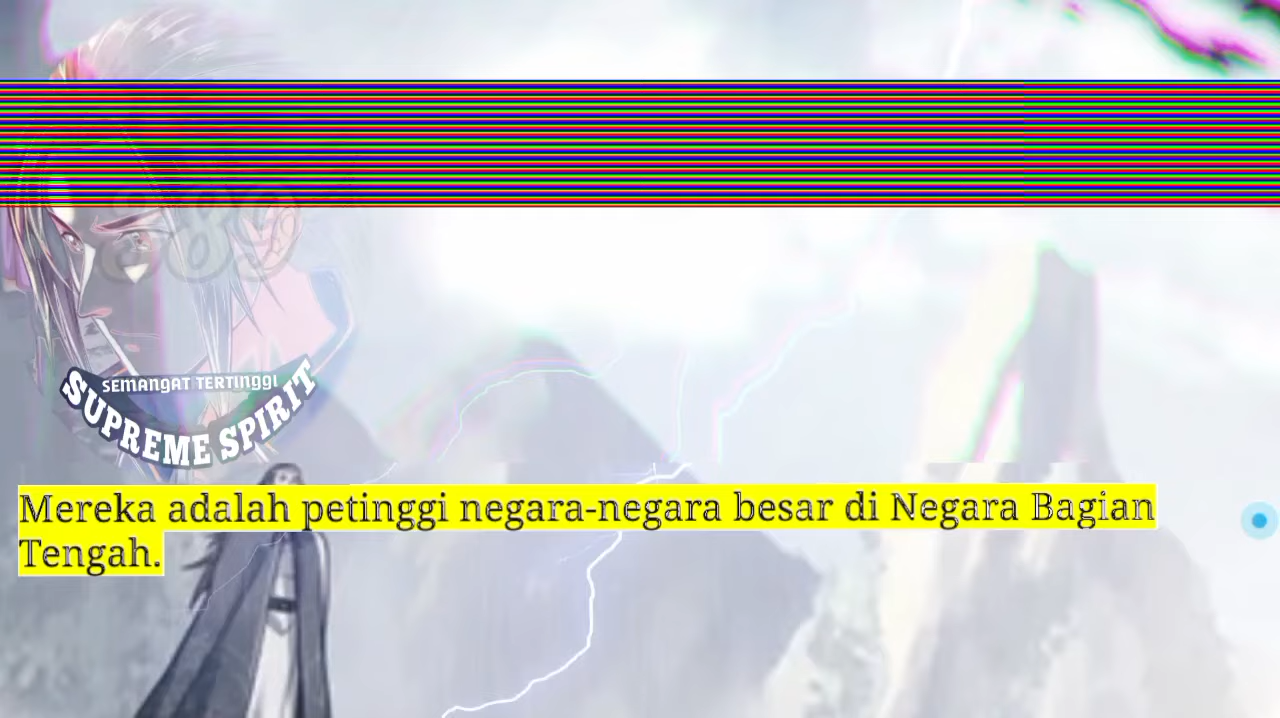 SEMANGAT TERTINGGI
SUPREME SPIRIT
Mereka adalah petinggi negara-negara besar di Negara Bagian
Tengah.